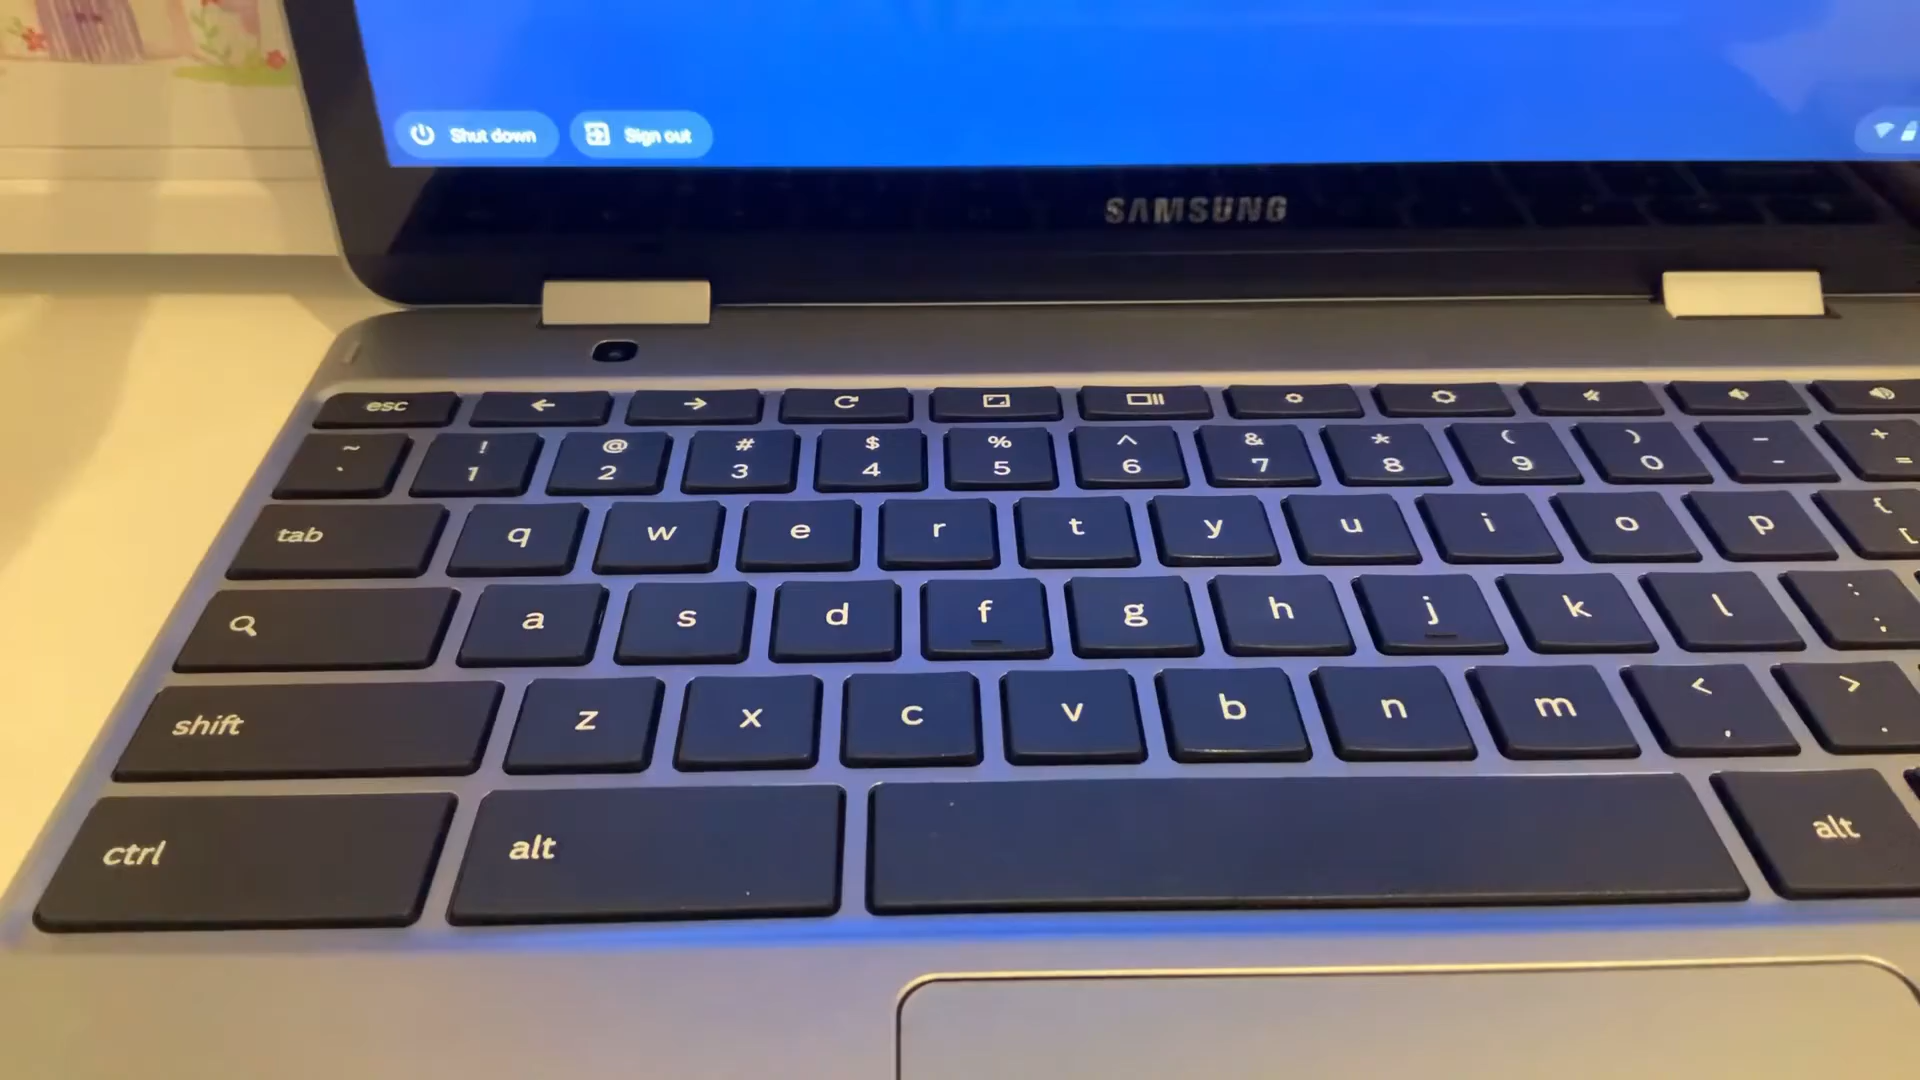 Shut down Sign out
SAMSUNG
esc
~ ! @ # $ % ^ & * ( ) _ +
` 1 2 3 4 5 6 7 8 9 0 - =
tab q w e r t y u i o p { [
a s d f g h j k l : ;
shift z x c v b n m < , > .
ctrl alt alt